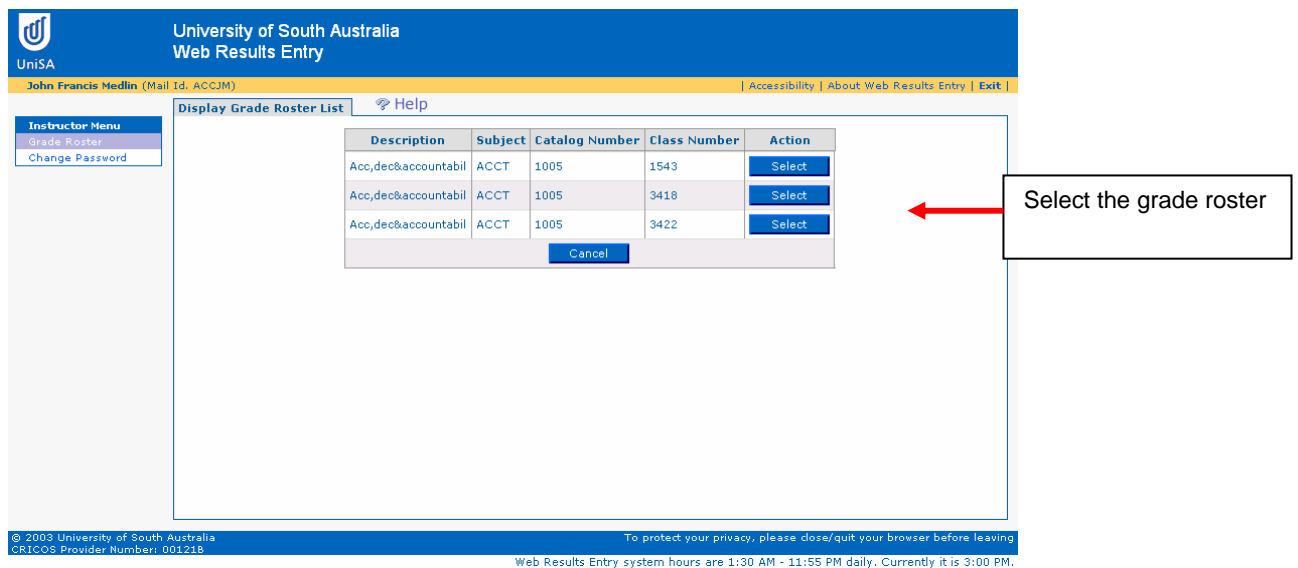 University of South Australia
Web Results Entry
UniSA
John Francis Medlin (Mail Id. ACCJM)
| Accessibility | About Web Results Entry | Exit |
Display Grade Roster List
Help
Instructor Menu
Grade Roster
Change Password
Description Subject Catalog Number Class Number Action
Acc,dec&accountabil ACCT 1005 1543 Select
Acc,dec&accountabil ACCT 1005 3418 Select
Acc,dec&accountabil ACCT 1005 3422 Select
Cancel
Select the grade roster
© 2003 University of South Australia
CRICOS Provider Number: 00121B
To protect your privacy, please close/quit your browser before leaving
Web Results Entry system hours are 1:30 AM - 11:55 PM daily. Currently it is 3:00 PM.